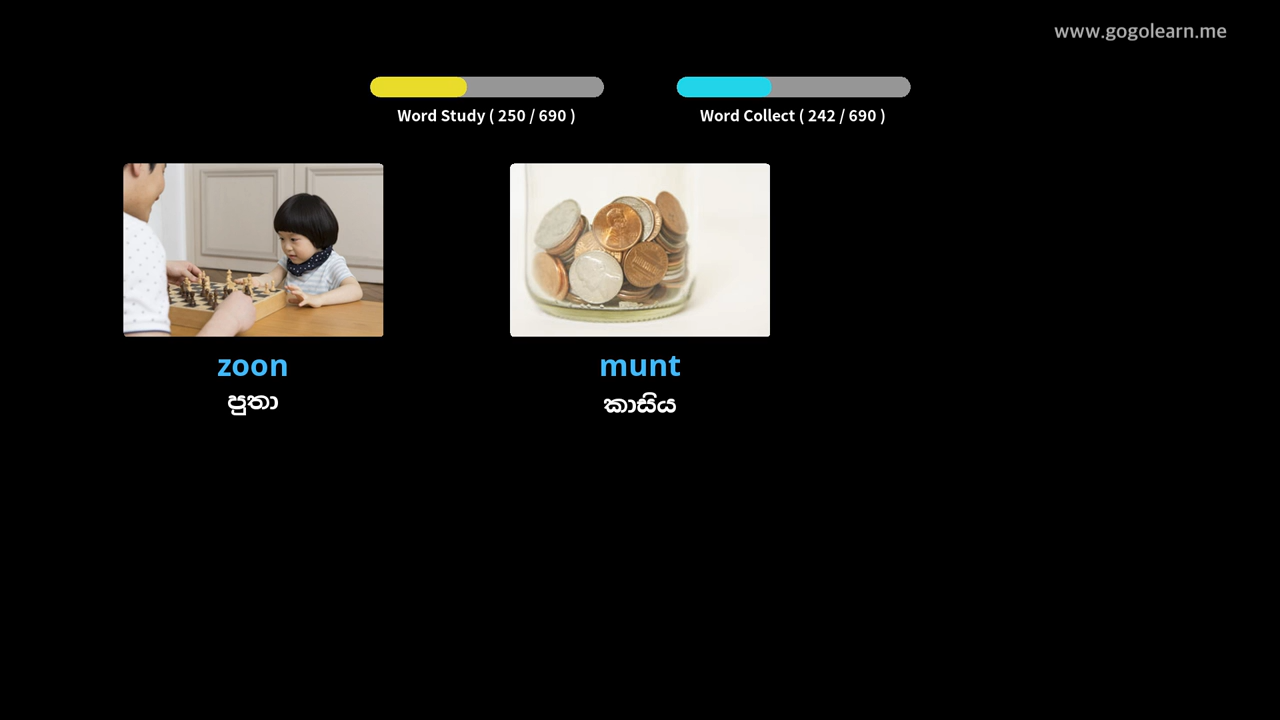 www.gogolearn.me
Word Study ( 250 / 690 )
Word Collect ( 242 / 690 )
zoon
පුතා
munt
කාසිය